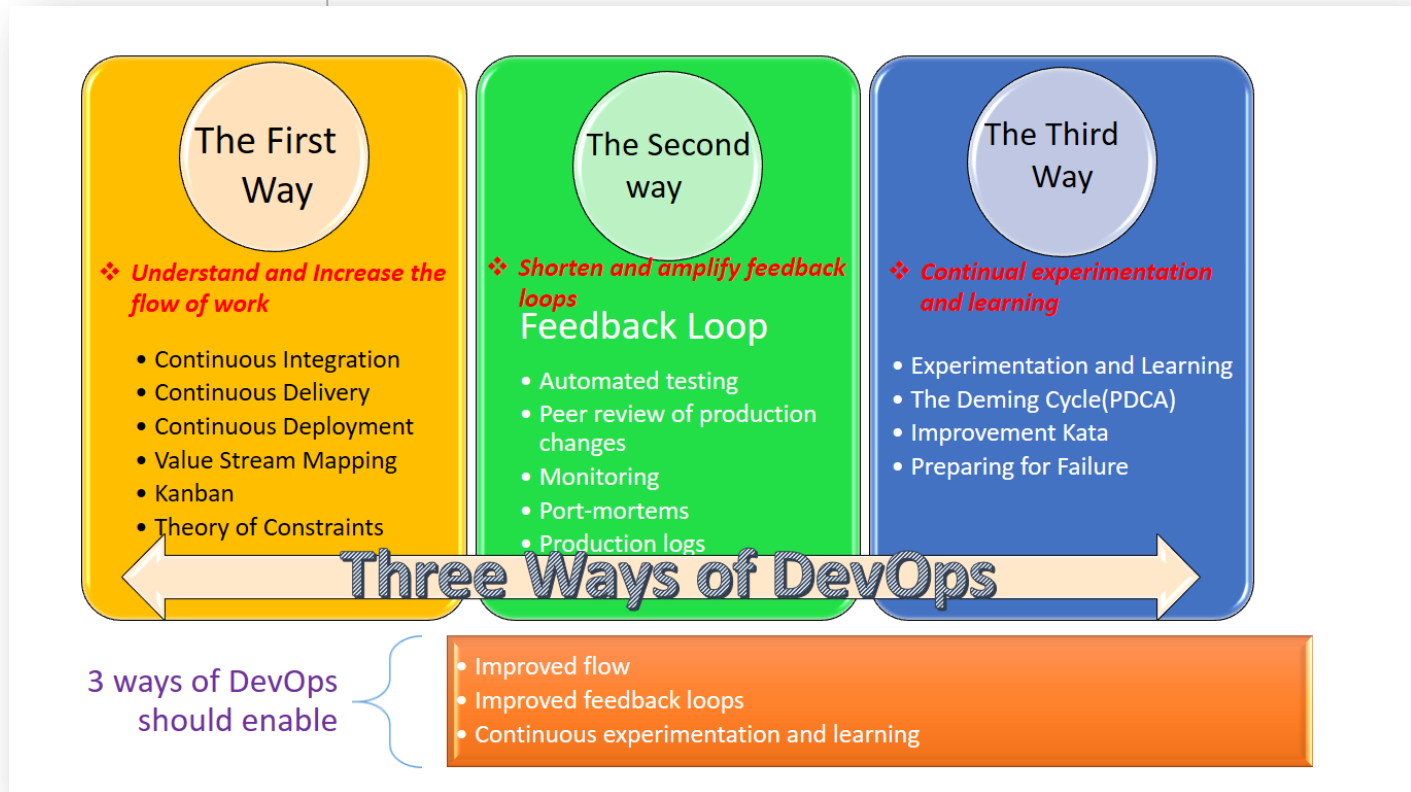 The First
Way
❖ Understand and Increase the
flow of work
• Continuous Integration
• Continuous Delivery
• Continuous Deployment
• Value Stream Mapping
• Kanban
• Theory of Constraints
The Second
way
❖ Shorten and amplify feedback
loops
Feedback Loop
• Automated testing
• Peer review of production
changes
• Monitoring
• Port-mortems
• Production logs
The Third
Way
❖ Continual experimentation
and learning
• Experimentation and Learning
• The Deming Cycle(PDCA)
• Improvement Kata
• Preparing for Failure
Three Ways of DevOps
3 ways of DevOps
should enable
• Improved flow
• Improved feedback loops
• Continuous experimentation and learning